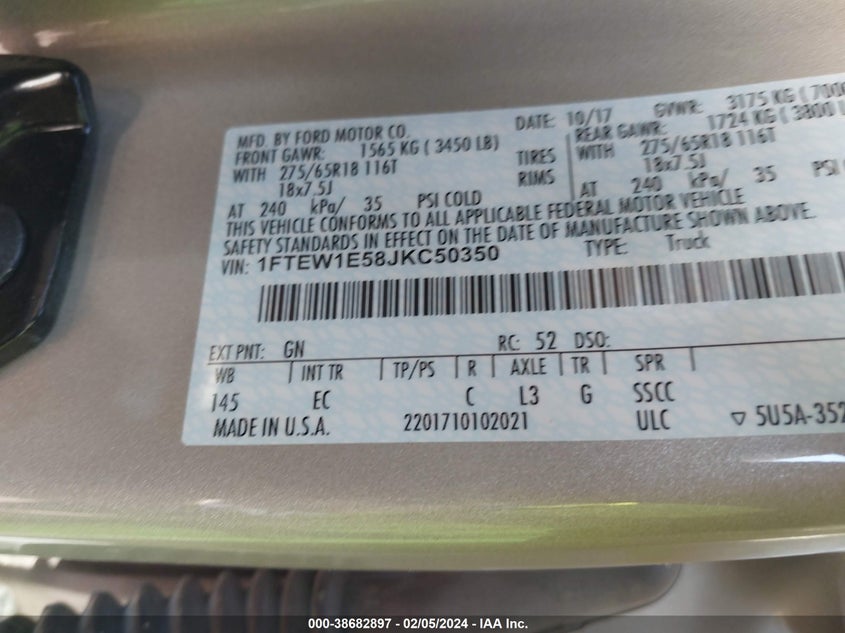 MFD. BY FORD MOTOR CO. DATE: 10/17 GVWR: 3175 KG (
FRONT GAWR: 1565 KG ( 3450 LB) REAR GAWR: 1724 KG ( 3800
WITH 275/65R18 116T TIRES WITH 275/65R18 116T
18x7.5J RIMS 18x7.5J
AT 240 kPa/ 35 PSI COLD AT 240 kPa/ 35 PSI
THIS VEHICLE CONFORMS TO ALL APPLICABLE FEDERAL MOTOR VEHICLE
SAFETY STANDARDS IN EFFECT ON THE DATE OF MANUFACTURE SHOWN ABOVE.
VIN: 1FTEW1E58JKC50350 TYPE: Truck
EXT PNT: GN RC: 52 DSO:
WB INT TR TP/PS R AXLE TR SPR
145 EC C L3 G SSCC
MADE IN U.S.A. 2201710102021 ULC ▽ 5U5A-352
000-38682897 - 02/05/2024 - IAA Inc.